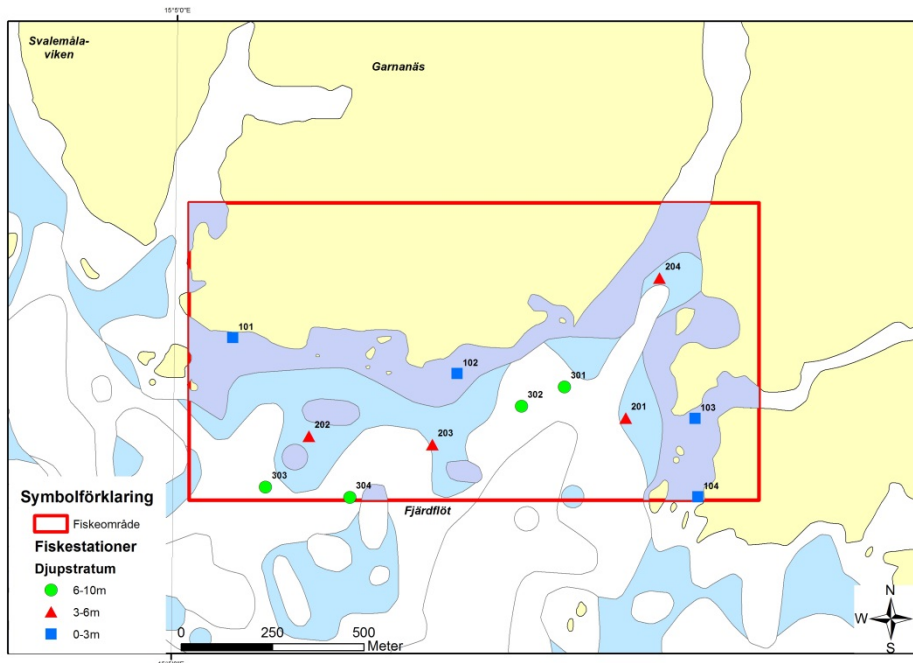 15°5'0"E
Svalemåla-
viken
Garnanäs
204
101
102
301
302
201
103
202
203
303
304
104
Fjärdflöt
Symbolförklaring
Fiskeområde
Fiskestationer
Djupstratum
6-10m
3-6m
0-3m
0 250 500
Meter
N
W E
S